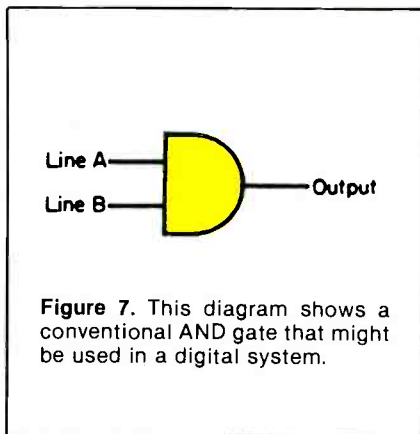 Line A
Line B
Output
Figure 7. This diagram shows a
conventional AND gate that might
be used in a digital system.